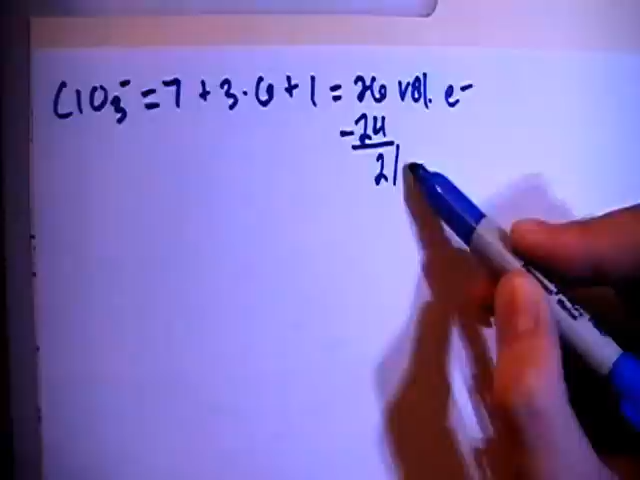 ClO₃⁻ = 7 + 3·6 + 1 = 26 val. e⁻
-24
2/